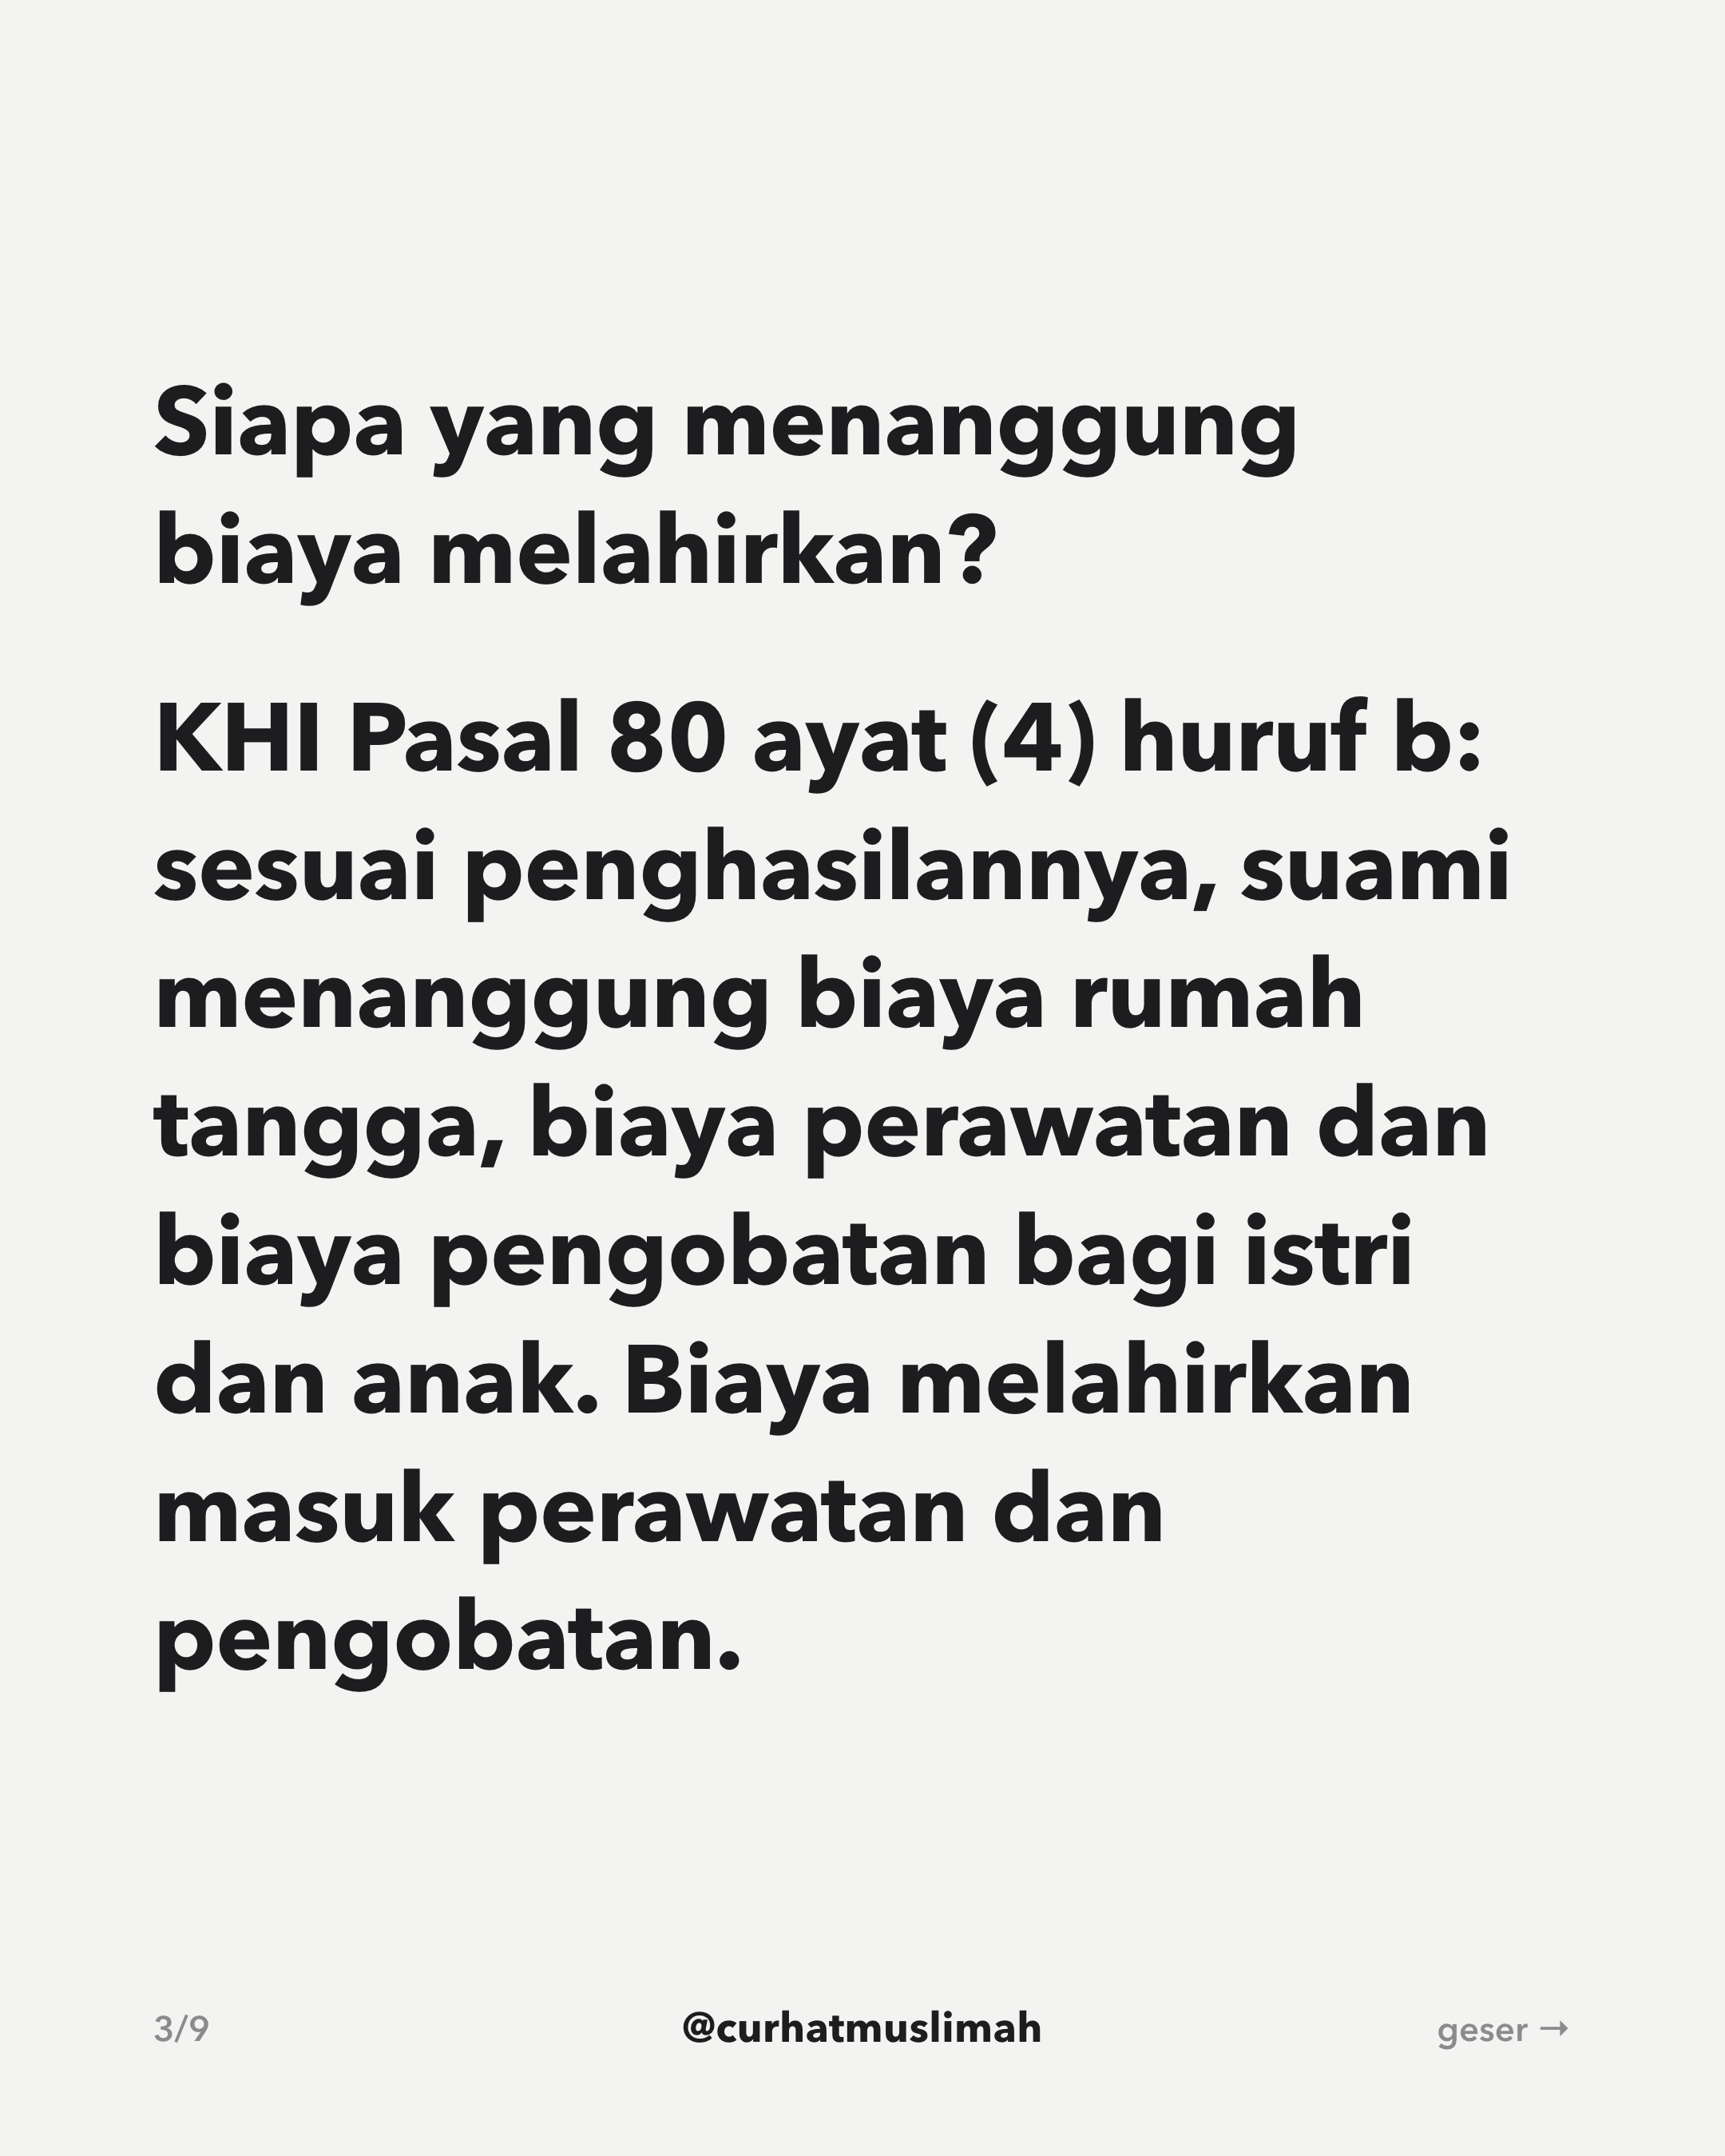 Siapa yang menanggung
biaya melahirkan?
KHI Pasal 80 ayat (4) huruf b:
sesuai penghasilannya, suami
menanggung biaya rumah
tangga, biaya perawatan dan
biaya pengobatan bagi istri
dan anak. Biaya melahirkan
masuk perawatan dan
pengobatan.
3/9
@curhatmuslimah
geser →